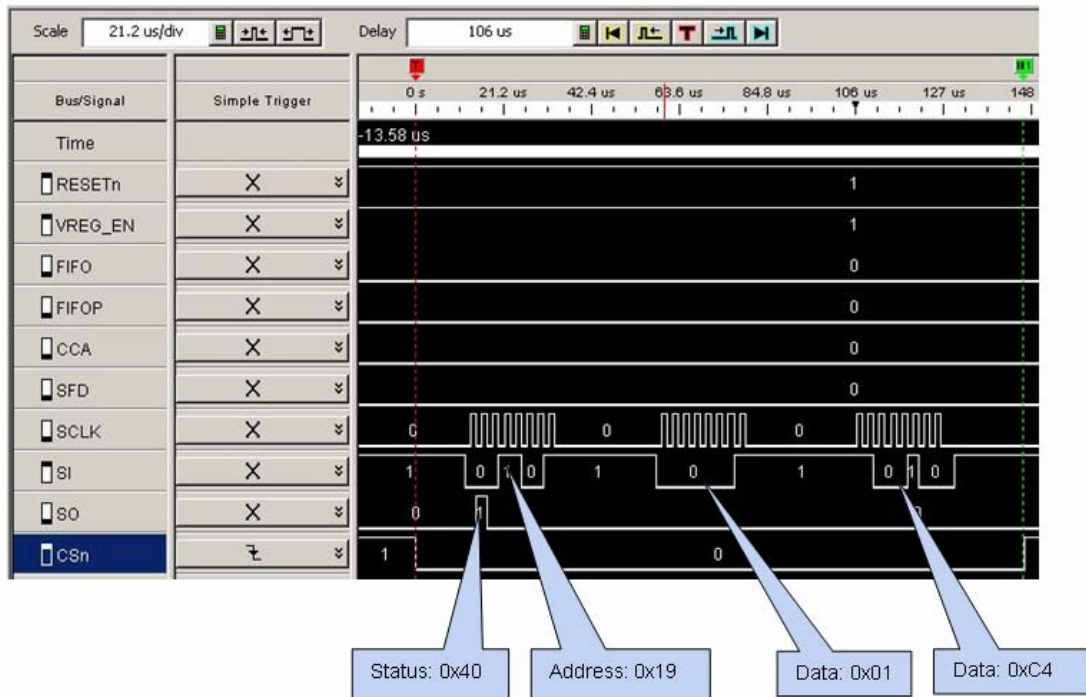 Scale 21.2 us/div Delay 106 us T
T M1
Bus/Signal Simple Trigger 0 s 21.2 us 42.4 us 63.6 us 84.8 us 106 us 127 us 148
Time -13.58 us
RESETn X 1
VREG_EN X 1
FIFO X 0
FIFOP X 0
CCA X 0
SFD X 0
SCLK X 0 0 0
SI X 1 0 1 0 1 0 1 0 1 0
SO X 0 1 0
CSn 1 0
Status: 0x40 Address: 0x19 Data: 0x01 Data: 0xC4